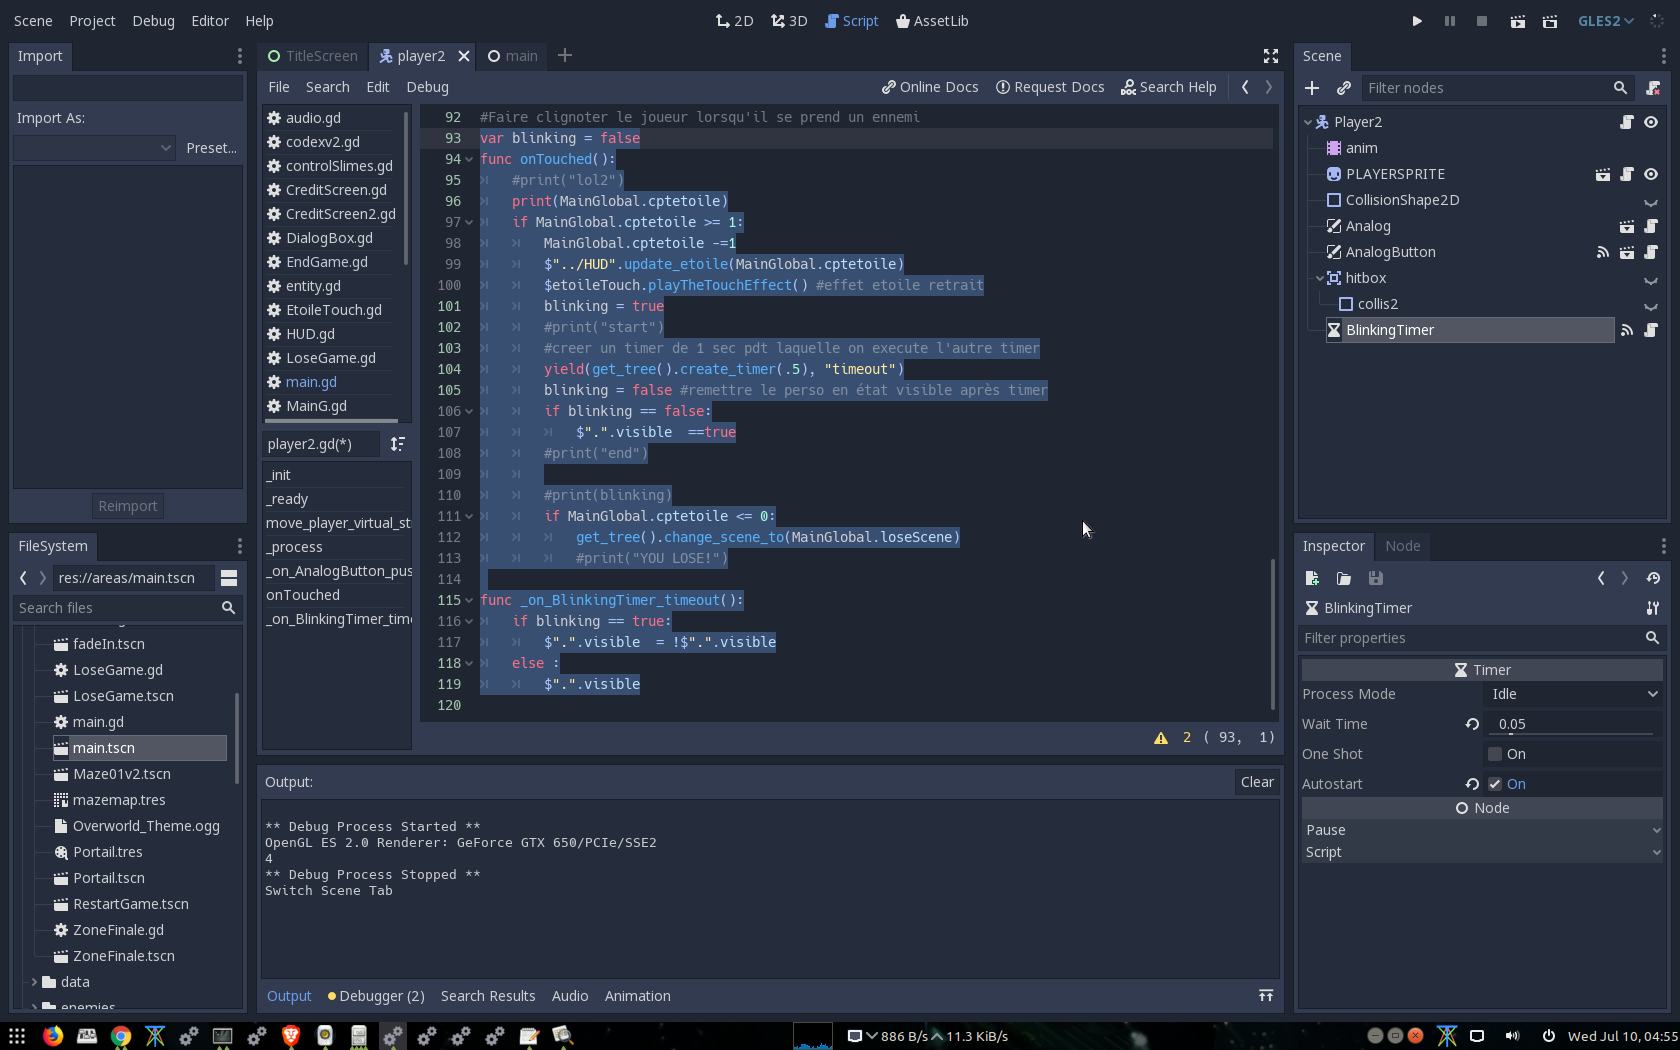 Scene Project Debug Editor Help
2D 3D Script AssetLib
GLES2
Import
Import As:
Preset...
Reimport
FileSystem
res://areas/main.tscn
Search files
fadeIn.tscn
LoseGame.gd
LoseGame.tscn
main.gd
main.tscn
Maze01v2.tscn
mazemap.tres
Overworld_Theme.ogg
Portail.tres
Portail.tscn
RestartGame.tscn
ZoneFinale.gd
ZoneFinale.tscn
data
enemies
TitleScreen player2 main
File Search Edit Debug
Online Docs Request Docs Search Help
audio.gd
codexv2.gd
controlSlimes.gd
CreditScreen.gd
CreditScreen2.gd
DialogBox.gd
EndGame.gd
entity.gd
EtoileTouch.gd
HUD.gd
LoseGame.gd
main.gd
MainG.gd
player2.gd(*)
_init
_ready
move_player_virtual_st
_process
_on_AnalogButton_pus
onTouched
_on_BlinkingTimer_time
92 #Faire clignoter le joueur lorsqu'il se prend un ennemi
93 var blinking = false
94 func onTouched():
95 #print("lol2")
96 print(MainGlobal.cptetoile)
97 if MainGlobal.cptetoile >= 1:
98 MainGlobal.cptetoile -=1
99 $"../HUD".update_etoile(MainGlobal.cptetoile)
100 $etoileTouch.playTheTouchEffect() #effet etoile retrait
101 blinking = true
102 #print("start")
103 #creer un timer de 1 sec pdt laquelle on execute l'autre timer
104 yield(get_tree().create_timer(.5), "timeout")
105 blinking = false #remettre le perso en état visible après timer
106 if blinking == false:
107 $".".visible  ==true
108 #print("end")
109
110 #print(blinking)
111 if MainGlobal.cptetoile <= 0:
112 get_tree().change_scene_to(MainGlobal.loseScene)
113 #print("YOU LOSE!")
114
115 func _on_BlinkingTimer_timeout():
116 if blinking == true:
117 $".".visible  = !$".".visible
118 else :
119 $".".visible
120
2 ( 93, 1)
Output:
Clear
** Debug Process Started **
OpenGL ES 2.0 Renderer: GeForce GTX 650/PCIe/SSE2
4
** Debug Process Stopped **
Switch Scene Tab
Output Debugger (2) Search Results Audio Animation
Scene
Filter nodes
Player2
anim
PLAYERSPRITE
CollisionShape2D
Analog
AnalogButton
hitbox
collis2
BlinkingTimer
Inspector Node
BlinkingTimer
Filter properties
Timer
Process Mode Idle
Wait Time 0.05
One Shot On
Autostart On
Node
Pause
Script
886 B/s 11.3 KiB/s
Wed Jul 10, 04:55